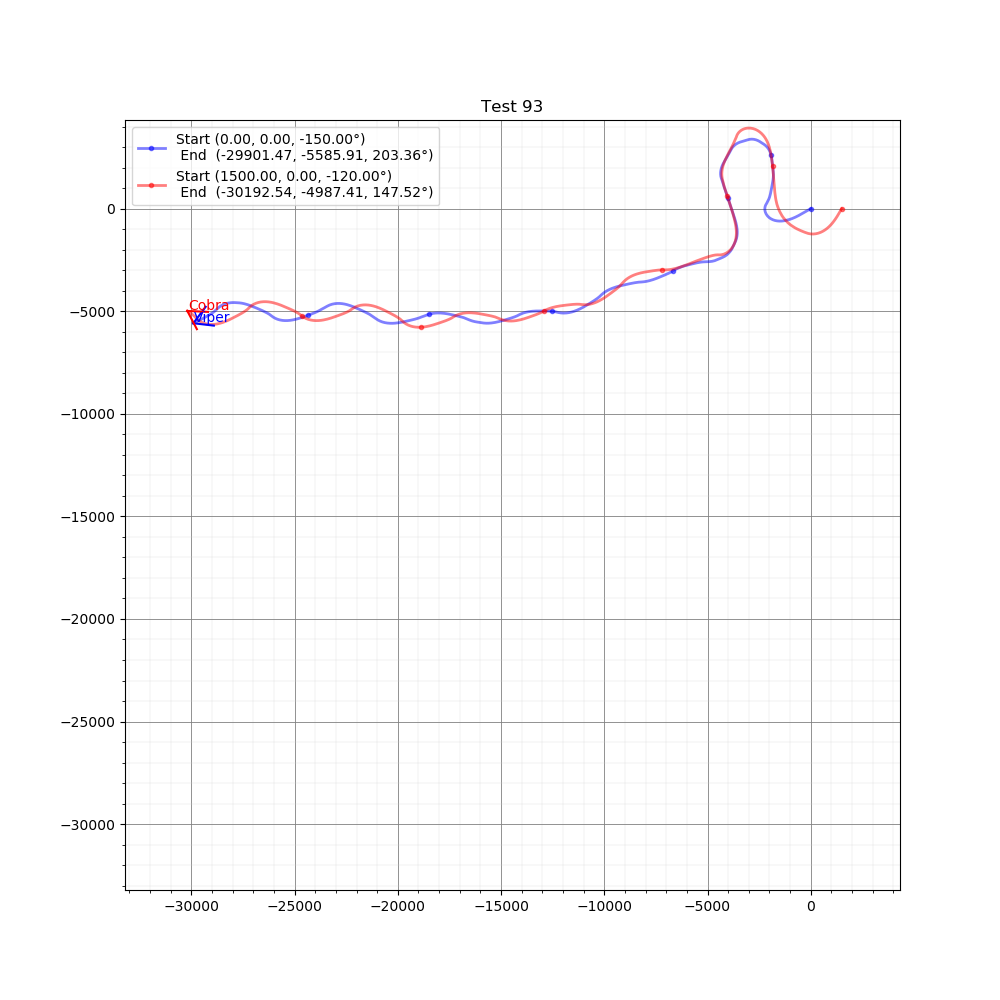 Test 93
Start (0.00, 0.00, -150.00°)
End  (-29901.47, -5585.91, 203.36°)
Start (1500.00, 0.00, -120.00°)
End  (-30192.54, -4987.41, 147.52°)
0
−5000
−10000
−15000
−20000
−25000
−30000
Cobra
Viper
−30000 −25000 −20000 −15000 −10000 −5000 0